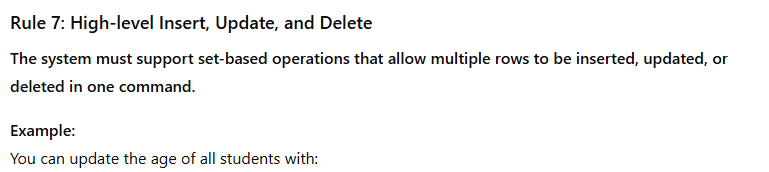 Rule 7: High-level Insert, Update, and Delete
The system must support set-based operations that allow multiple rows to be inserted, updated, or
deleted in one command.
Example:
You can update the age of all students with: